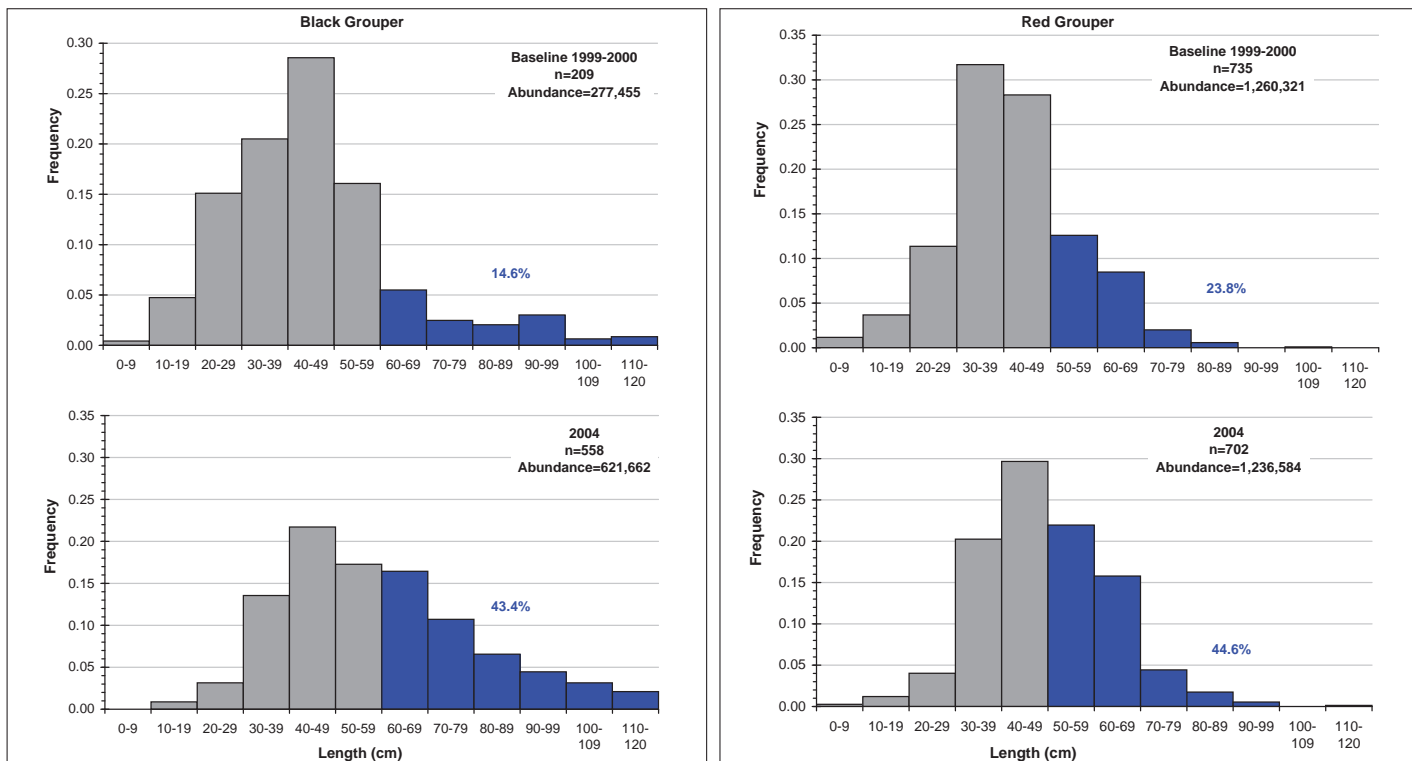 Black Grouper
0.30
0.25
0.20
0.15
0.10
0.05
0.00
Frequency
Baseline 1999-2000
n=209
Abundance=277,455
14.6%
0-9 10-19 20-29 30-39 40-49 50-59 60-69 70-79 80-89 90-99 100-109 110-120
0.35
0.30
0.25
0.20
0.15
0.10
0.05
0.00
Frequency
2004
n=558
Abundance=621,662
43.4%
0-9 10-19 20-29 30-39 40-49 50-59 60-69 70-79 80-89 90-99 100-109 110-120
Length (cm)
Red Grouper
0.35
0.30
0.25
0.20
0.15
0.10
0.05
0.00
Frequency
Baseline 1999-2000
n=735
Abundance=1,260,321
23.8%
0-9 10-19 20-29 30-39 40-49 50-59 60-69 70-79 80-89 90-99 100-109 110-120
0.35
0.30
0.25
0.20
0.15
0.10
0.05
0.00
Frequency
2004
n=702
Abundance=1,236,584
44.6%
0-9 10-19 20-29 30-39 40-49 50-59 60-69 70-79 80-89 90-99 100-109 110-120
Length (cm)